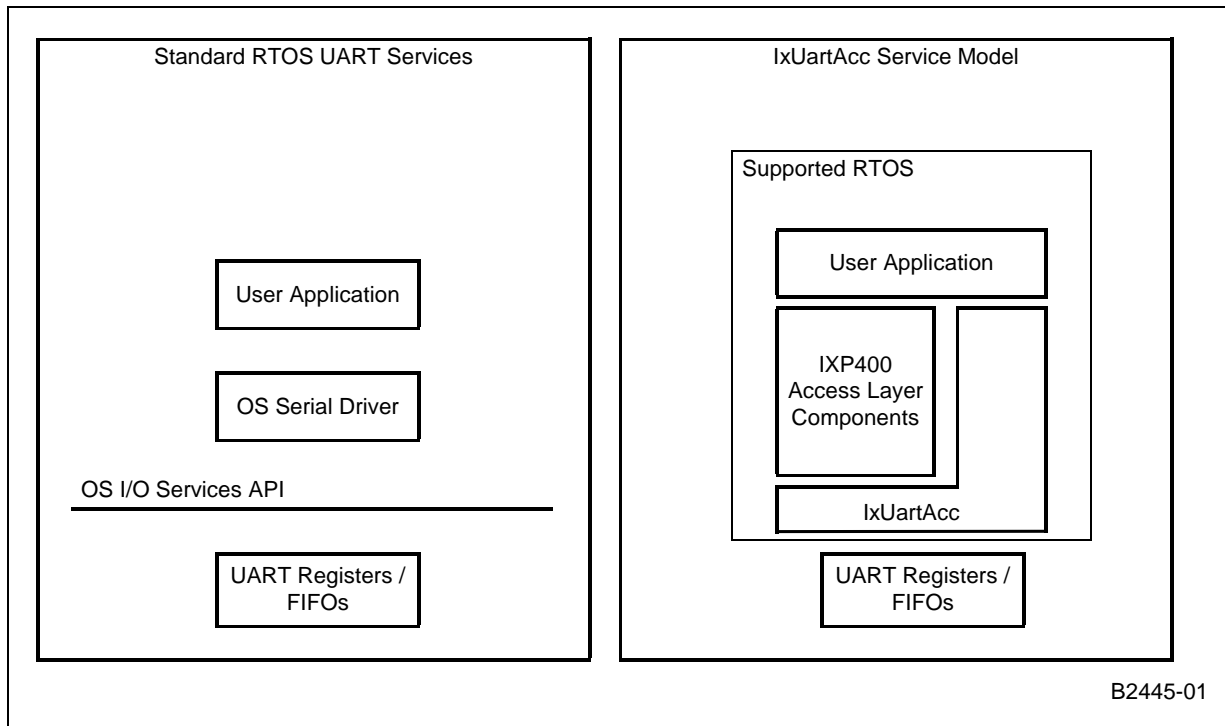 Standard RTOS UART Services
User Application
OS Serial Driver
OS I/O Services API
UART Registers /
FIFOs
IxUartAcc Service Model
Supported RTOS
User Application
IXP400
Access Layer
Components
IxUartAcc
UART Registers /
FIFOs
B2445-01